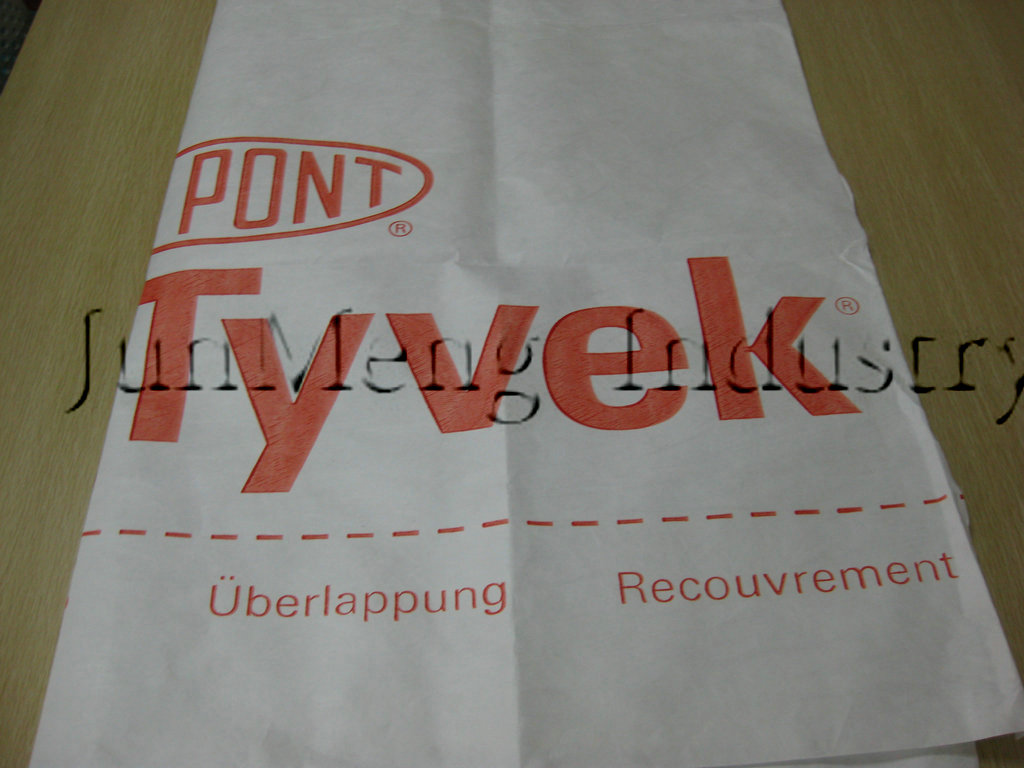 PONT
®
Tyvek®
JunMeng Industry
Überlappung Recouvrement